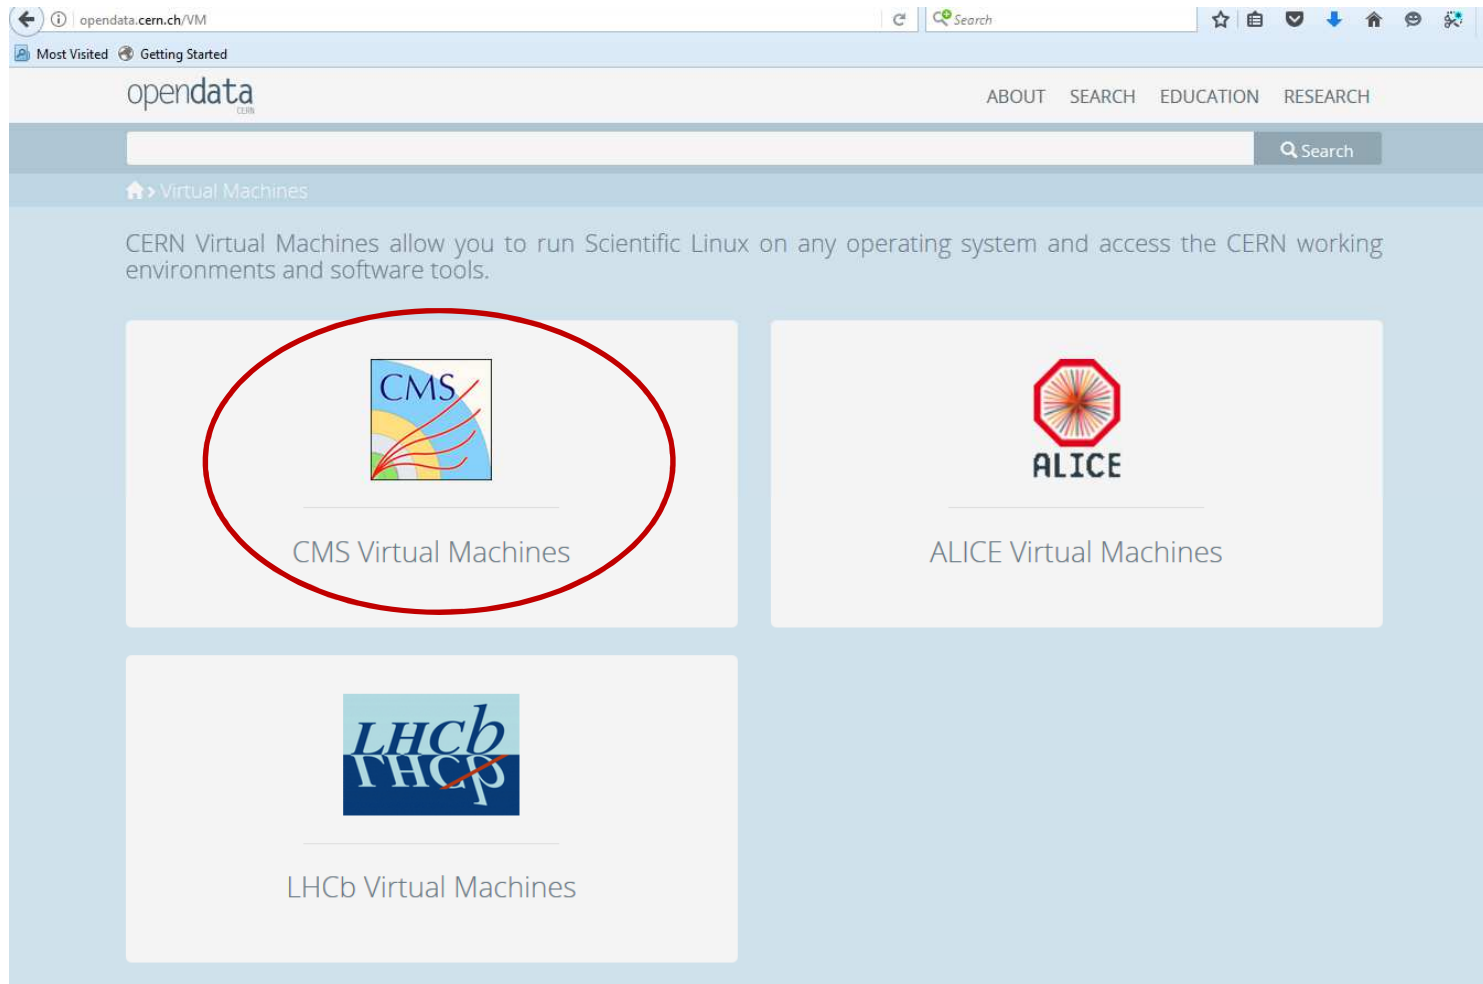 opendata.cern.ch/VM
Search
Most Visited Getting Started
opendata
CERN
ABOUT SEARCH EDUCATION RESEARCH
Search
Virtual Machines
CERN Virtual Machines allow you to run Scientific Linux on any operating system and access the CERN working
environments and software tools.
CMS
ALICE
CMS Virtual Machines
ALICE Virtual Machines
LHCb
LHCb
LHCb Virtual Machines